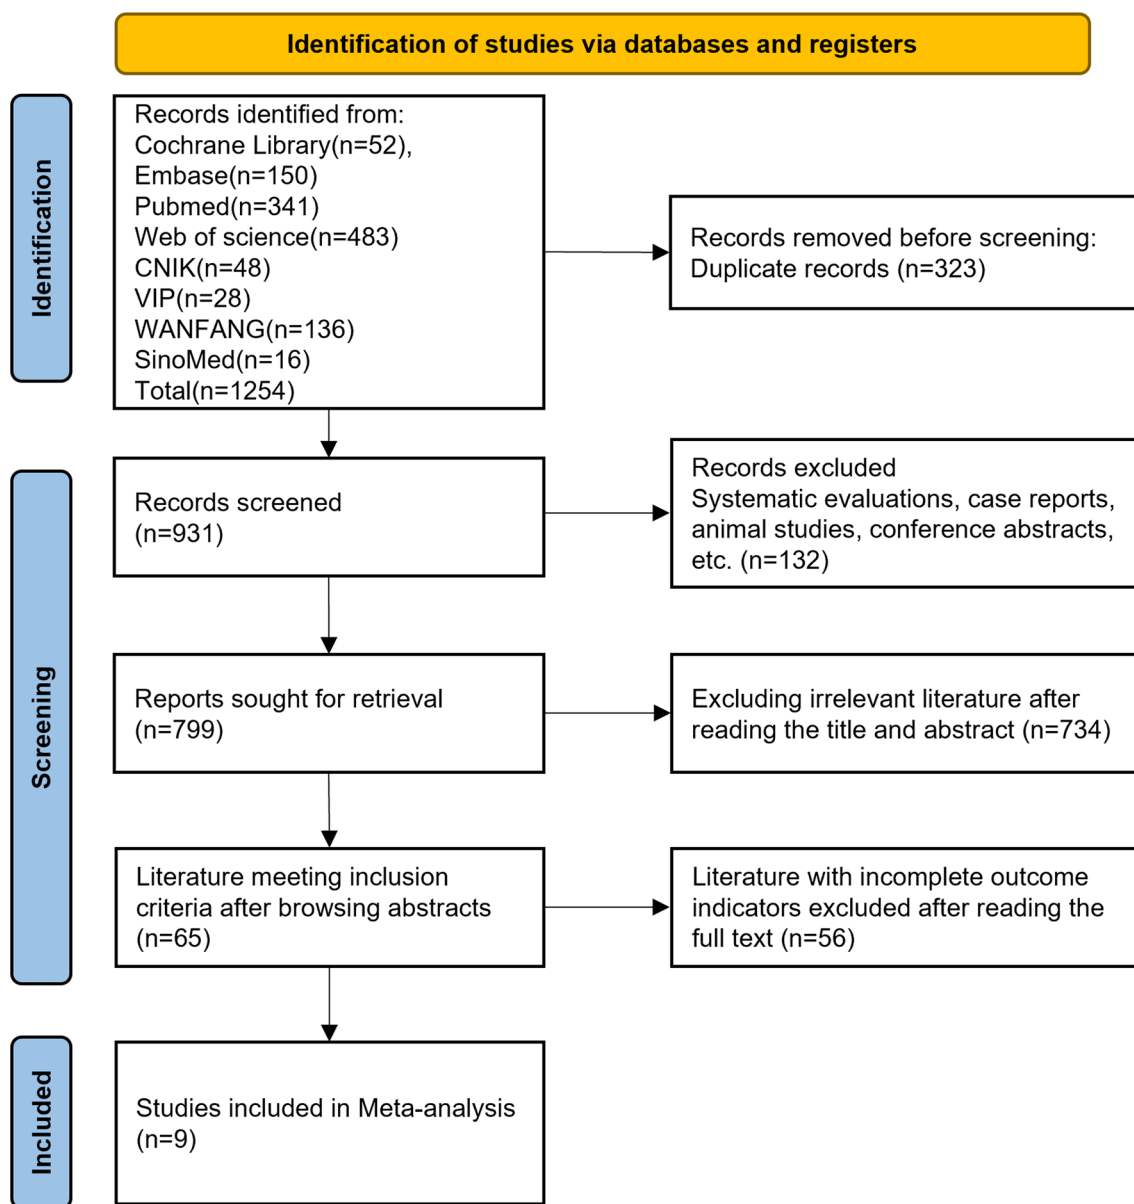 Identification of studies via databases and registers
Identification
Records identified from:
Cochrane Library(n=52),
Embase(n=150)
Pubmed(n=341)
Web of science(n=483)
CNIK(n=48)
VIP(n=28)
WANFANG(n=136)
SinoMed(n=16)
Total(n=1254)
Records removed before screening:
Duplicate records (n=323)
Screening
Records screened
(n=931)
Records excluded
Systematic evaluations, case reports,
animal studies, conference abstracts,
etc. (n=132)
Reports sought for retrieval
(n=799)
Excluding irrelevant literature after
reading the title and abstract (n=734)
Literature meeting inclusion
criteria after browsing abstracts
(n=65)
Literature with incomplete outcome
indicators excluded after reading the
full text (n=56)
Included
Studies included in Meta-analysis
(n=9)